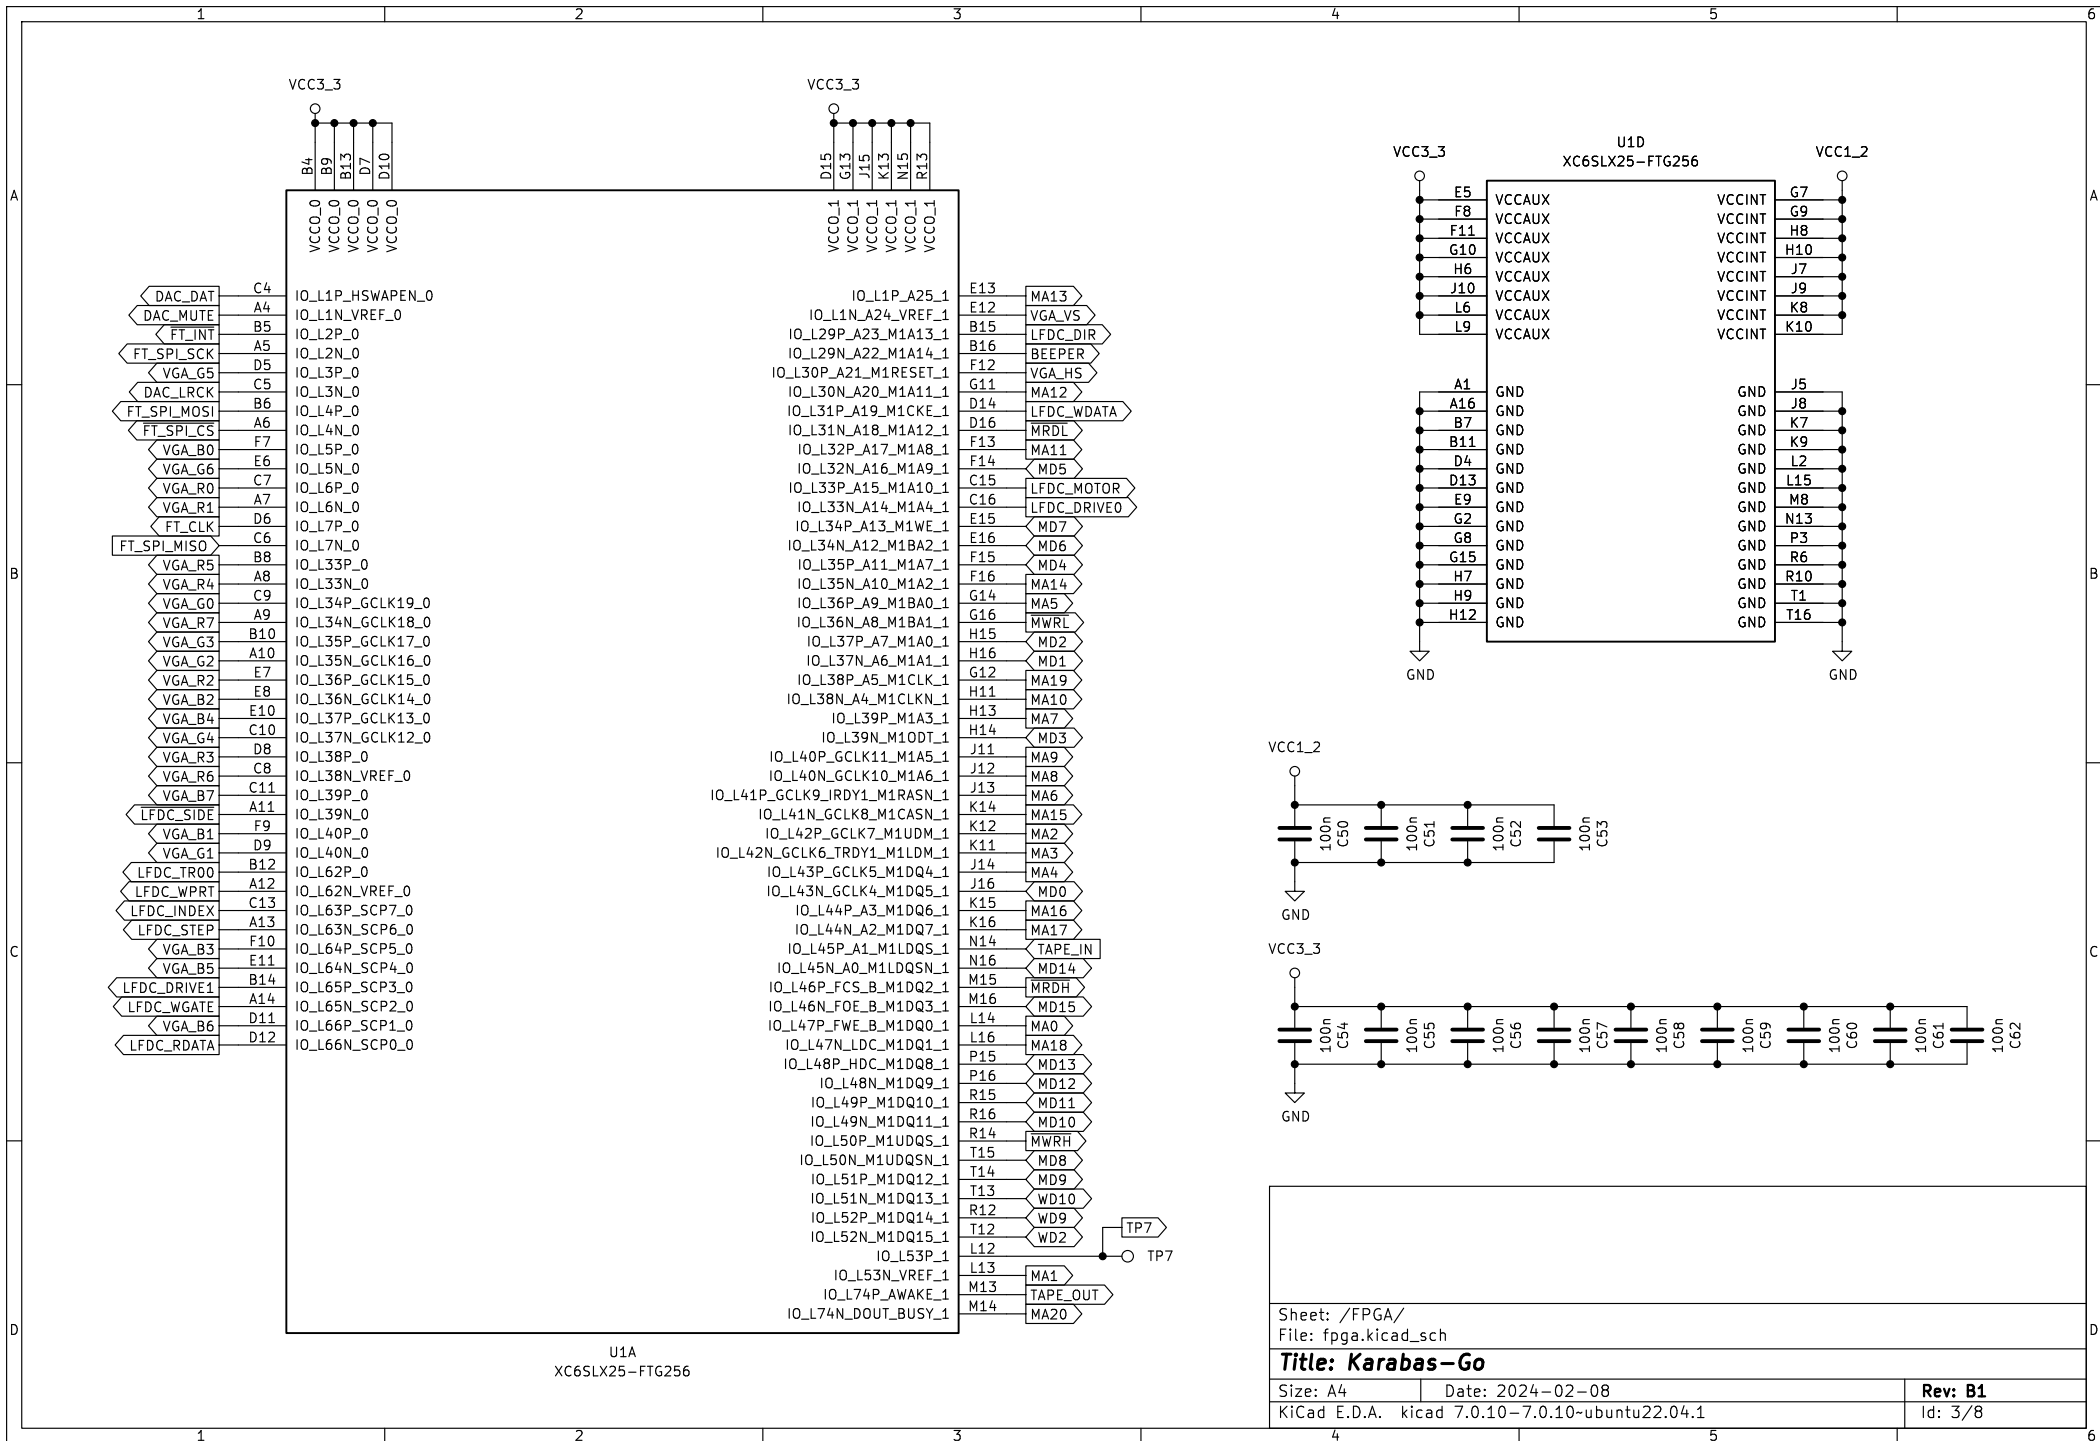 1 2 3 4 5 6
VCC3_3
B4 B9 B13 D7 D10
VCCO_0 VCCO_0 VCCO_0 VCCO_0 VCCO_0
VCC3_3
D15 G13 J15 K13 N15 R13
VCCO_1 VCCO_1 VCCO_1 VCCO_1 VCCO_1 VCCO_1
DAC_DAT C4 IO_L1P_HSWAPEN_0
DAC_MUTE A4 IO_L1N_VREF_0
FT_INT B5 IO_L2P_0
FT_SPI_SCK A5 IO_L2N_0
VGA_G5 D5 IO_L3P_0
DAC_LRCK C5 IO_L3N_0
FT_SPI_MOSI B6 IO_L4P_0
FT_SPI_CS A6 IO_L4N_0
VGA_B0 F7 IO_L5P_0
VGA_G6 E6 IO_L5N_0
VGA_R0 C7 IO_L6P_0
VGA_R1 A7 IO_L6N_0
FT_CLK D6 IO_L7P_0
FT_SPI_MISO C6 IO_L7N_0
VGA_R5 B8 IO_L33P_0
VGA_R4 A8 IO_L33N_0
VGA_G0 C9 IO_L34P_GCLK19_0
VGA_R7 A9 IO_L34N_GCLK18_0
VGA_G3 B10 IO_L35P_GCLK17_0
VGA_G2 A10 IO_L35N_GCLK16_0
VGA_R2 E7 IO_L36P_GCLK15_0
VGA_B2 E8 IO_L36N_GCLK14_0
VGA_B4 E10 IO_L37P_GCLK13_0
VGA_G4 C10 IO_L37N_GCLK12_0
VGA_R3 D8 IO_L38P_0
VGA_R6 C8 IO_L38N_VREF_0
VGA_B7 C11 IO_L39P_0
LFDC_SIDE A11 IO_L39N_0
VGA_B1 F9 IO_L40P_0
VGA_G1 D9 IO_L40N_0
LFDC_TR00 B12 IO_L62P_0
LFDC_WPRT A12 IO_L62N_VREF_0
LFDC_INDEX C13 IO_L63P_SCP7_0
LFDC_STEP A13 IO_L63N_SCP6_0
VGA_B3 F10 IO_L64P_SCP5_0
VGA_B5 E11 IO_L64N_SCP4_0
LFDC_DRIVE1 B14 IO_L65P_SCP3_0
LFDC_WGATE A14 IO_L65N_SCP2_0
VGA_B6 D11 IO_L66P_SCP1_0
LFDC_RDATA D12 IO_L66N_SCP0_0
IO_L1P_A25_1 E13 MA13
IO_L1N_A24_VREF_1 E12 VGA_VS
IO_L29P_A23_M1A13_1 B15 LFDC_DIR
IO_L29N_A22_M1A14_1 B16 BEEPER
IO_L30P_A21_M1RESET_1 F12 VGA_HS
IO_L30N_A20_M1A11_1 G11 MA12
IO_L31P_A19_M1CKE_1 D14 LFDC_WDATA
IO_L31N_A18_M1A12_1 D16 MRDL
IO_L32P_A17_M1A8_1 F13 MA11
IO_L32N_A16_M1A9_1 F14 MD5
IO_L33P_A15_M1A10_1 C15 LFDC_MOTOR
IO_L33N_A14_M1A4_1 C16 LFDC_DRIVE0
IO_L34P_A13_M1WE_1 E15 MD7
IO_L34N_A12_M1BA2_1 E16 MD6
IO_L35P_A11_M1A7_1 F15 MD4
IO_L35N_A10_M1A2_1 F16 MA14
IO_L36P_A9_M1BA0_1 G14 MA5
IO_L36N_A8_M1BA1_1 G16 MWRL
IO_L37P_A7_M1A0_1 H15 MD2
IO_L37N_A6_M1A1_1 H16 MD1
IO_L38P_A5_M1CLK_1 G12 MA19
IO_L38N_A4_M1CLKN_1 H11 MA10
IO_L39P_M1A3_1 H13 MA7
IO_L39N_M1ODT_1 H14 MD3
IO_L40P_GCLK11_M1A5_1 J11 MA9
IO_L40N_GCLK10_M1A6_1 J12 MA8
IO_L41P_GCLK9_IRDY1_M1RASN_1 J13 MA6
IO_L41N_GCLK8_M1CASN_1 K14 MA15
IO_L42P_GCLK7_M1UDM_1 K12 MA2
IO_L42N_GCLK6_TRDY1_M1LDM_1 K11 MA3
IO_L43P_GCLK5_M1DQ4_1 J14 MA4
IO_L43N_GCLK4_M1DQ5_1 J16 MD0
IO_L44P_A3_M1DQ6_1 K15 MA16
IO_L44N_A2_M1DQ7_1 K16 MA17
IO_L45P_A1_M1LDQS_1 N14 TAPE_IN
IO_L45N_A0_M1LDQSN_1 N16 MD14
IO_L46P_FCS_B_M1DQ2_1 M15 MRDH
IO_L46N_FOE_B_M1DQ3_1 M16 MD15
IO_L47P_FWE_B_M1DQ0_1 L14 MA0
IO_L47N_LDC_M1DQ1_1 L16 MA18
IO_L48P_HDC_M1DQ8_1 P15 MD13
IO_L48N_M1DQ9_1 P16 MD12
IO_L49P_M1DQ10_1 R15 MD11
IO_L49N_M1DQ11_1 R16 MD10
IO_L50P_M1UDQS_1 R14 MWRH
IO_L50N_M1UDQSN_1 T15 MD8
IO_L51P_M1DQ12_1 T14 MD9
IO_L51N_M1DQ13_1 T13 WD10
IO_L52P_M1DQ14_1 R12 WD9
IO_L52N_M1DQ15_1 T12 WD2
TP7
IO_L53P_1 L12 TP7
IO_L53N_VREF_1 L13 MA1
IO_L74P_AWAKE_1 M13 TAPE_OUT
IO_L74N_DOUT_BUSY_1 M14 MA20
U1A
XC6SLX25-FTG256
U1D
XC6SLX25-FTG256
VCC3_3 VCC1_2
E5 VCCAUX VCCINT G7
F8 VCCAUX VCCINT G9
F11 VCCAUX VCCINT H8
G10 VCCAUX VCCINT H10
H6 VCCAUX VCCINT J7
J10 VCCAUX VCCINT J9
L6 VCCAUX VCCINT K8
L9 VCCAUX VCCINT K10
A1 GND GND J5
A16 GND GND J8
B7 GND GND K7
B11 GND GND K9
D4 GND GND L2
D13 GND GND L15
E9 GND GND M8
G2 GND GND N13
G8 GND GND P3
G15 GND GND R6
H7 GND GND R10
H9 GND GND T1
H12 GND GND T16
GND GND
VCC1_2
100n C50 100n C51 100n C52 100n C53
GND
VCC3_3
100n C54 100n C55 100n C56 100n C57 100n C58 100n C59 100n C60 100n C61 100n C62
GND
A A
B B
C C
D D
Sheet: /FPGA/
File: fpga.kicad_sch
Title: Karabas-Go
Size: A4 Date: 2024-02-08 Rev: B1
KiCad E.D.A. kicad 7.0.10-7.0.10~ubuntu22.04.1 Id: 3/8
1 2 3 4 5 6